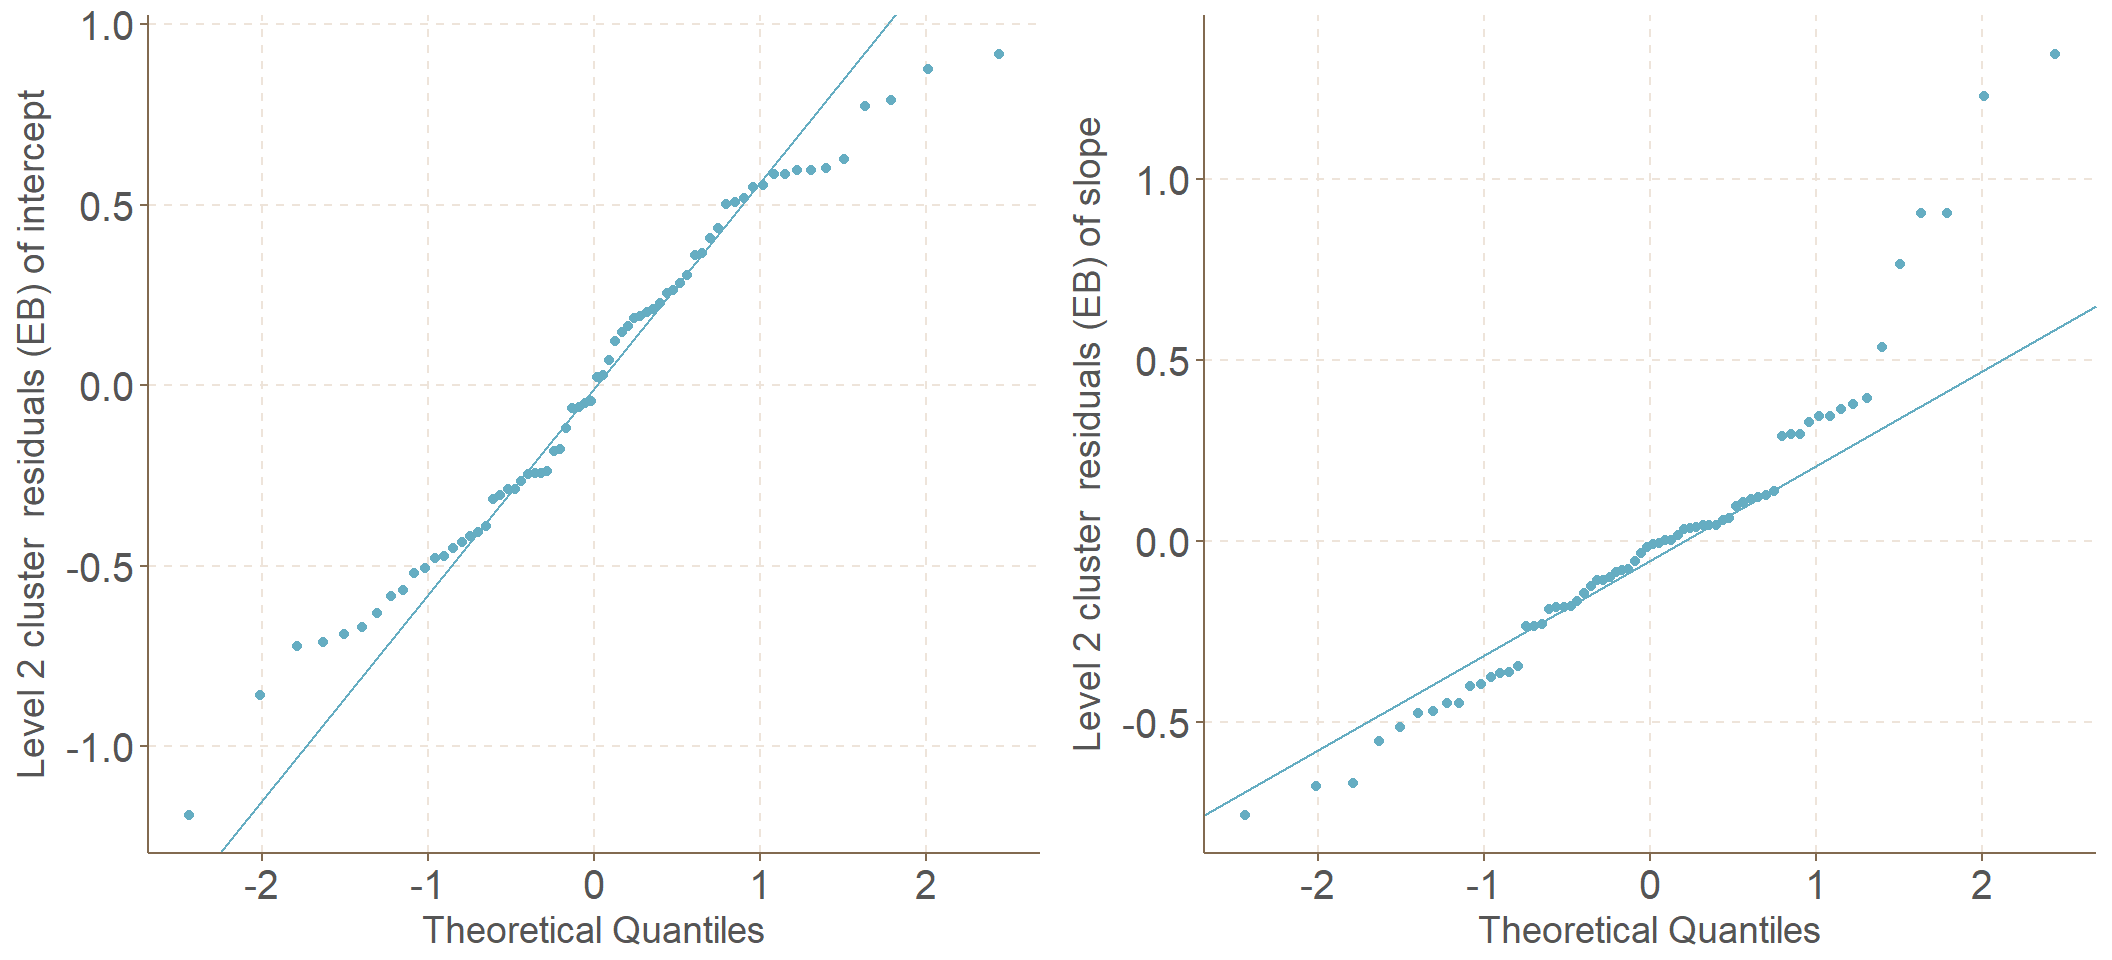 Level 2 cluster  residuals (EB) of intercept
1.0
0.5
0.0
-0.5
-1.0
-2 -1 0 1 2
Theoretical Quantiles
Level 2 cluster  residuals (EB) of slope
1.0
0.5
0.0
-0.5
-2 -1 0 1 2
Theoretical Quantiles